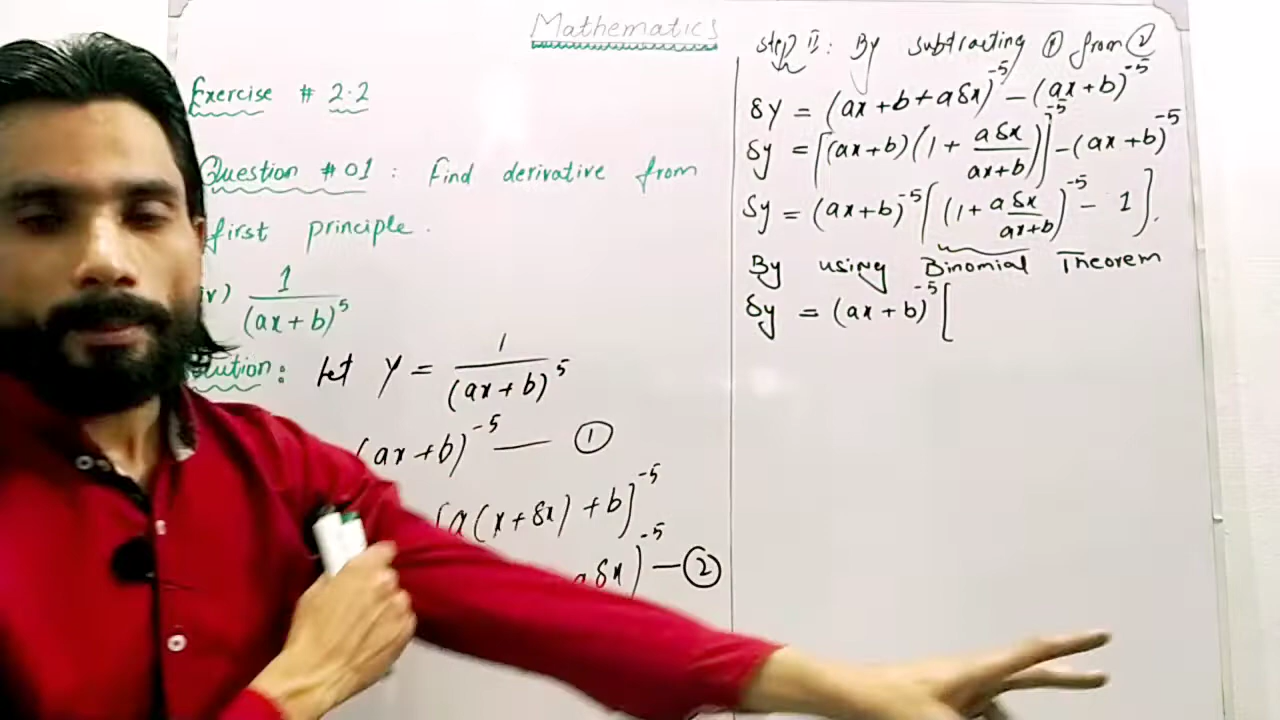 Mathematics
Exercise # 2.2
Question # 01 : Find derivative from
first principle.
iv) 1/(ax+b)^5
lution : Let Y = 1/(ax+b)^5
(ax+b)^-5 — ①
[a(x+δx)+b]^-5
aδx)^-5 — ②
step II : By subtracting ① from ②
δY = (ax+b+aδx)^-5 - (ax+b)^-5
δy = [(ax+b)(1+ aδx/ax+b)]^-5 - (ax+b)^-5
δy = (ax+b)^-5 [(1+ aδx/ax+b)^-5 - 1].
By using Binomial Theorem
δy = (ax+b)^-5 [